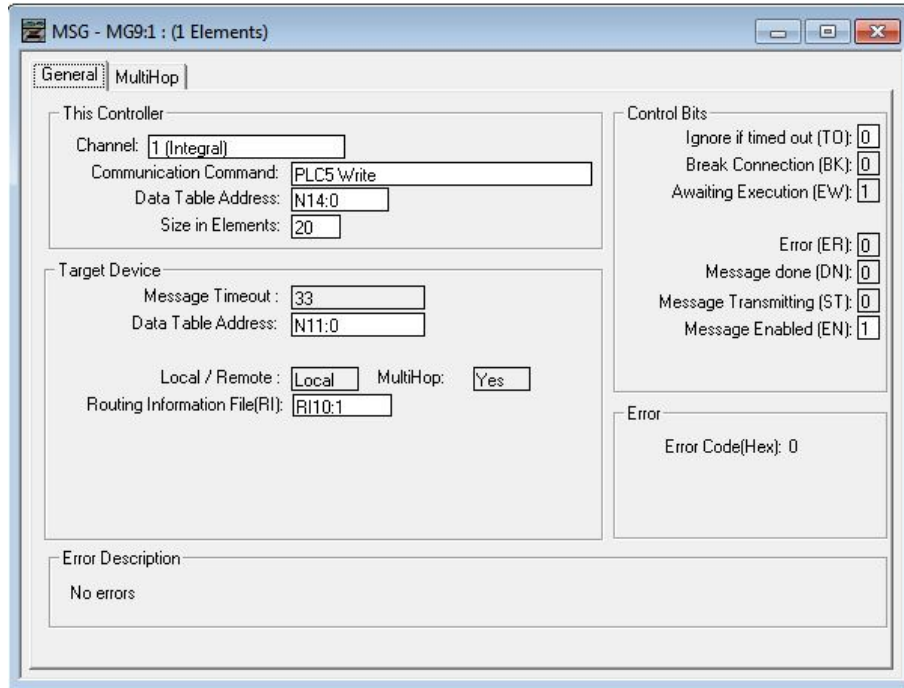 MSG - MG9:1 : (1 Elements)
General MultiHop
This Controller
Channel: 1 (Integral)
Communication Command: PLC5 Write
Data Table Address: N14:0
Size in Elements: 20
Target Device
Message Timeout : 33
Data Table Address: N11:0
Local / Remote : Local MultiHop: Yes
Routing Information File(RI): RI10:1
Control Bits
Ignore if timed out (TO): 0
Break Connection (BK): 0
Awaiting Execution (EW): 1
Error (ER): 0
Message done (DN): 0
Message Transmitting (ST): 0
Message Enabled (EN): 1
Error
Error Code(Hex): 0
Error Description
No errors